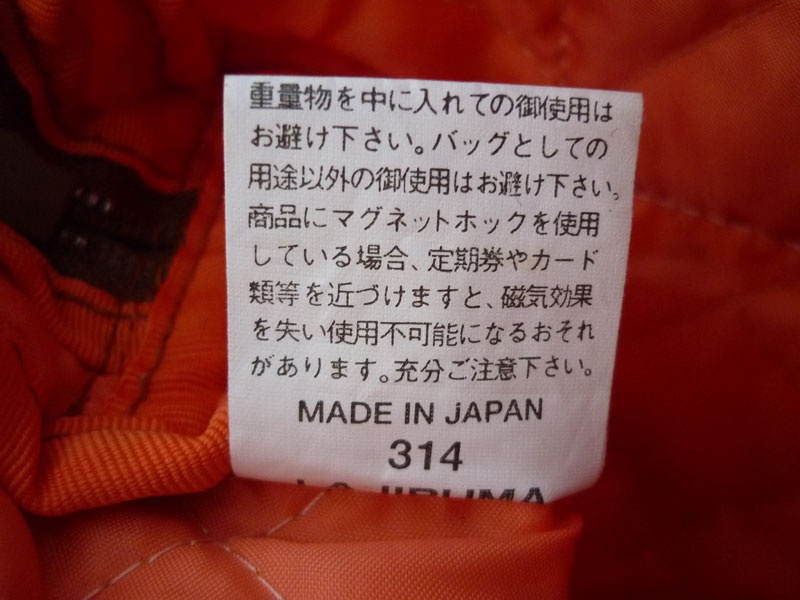 重量物を中に入れての御使用は
お避け下さい。バッグとしての
用途以外の御使用はお避け下さい。
商品にマグネットホックを使用
している場合、定期券やカード
類等を近づけますと、磁気効果
を失い使用不可能になるおそれ
があります。充分ご注意下さい。
MADE IN JAPAN
314